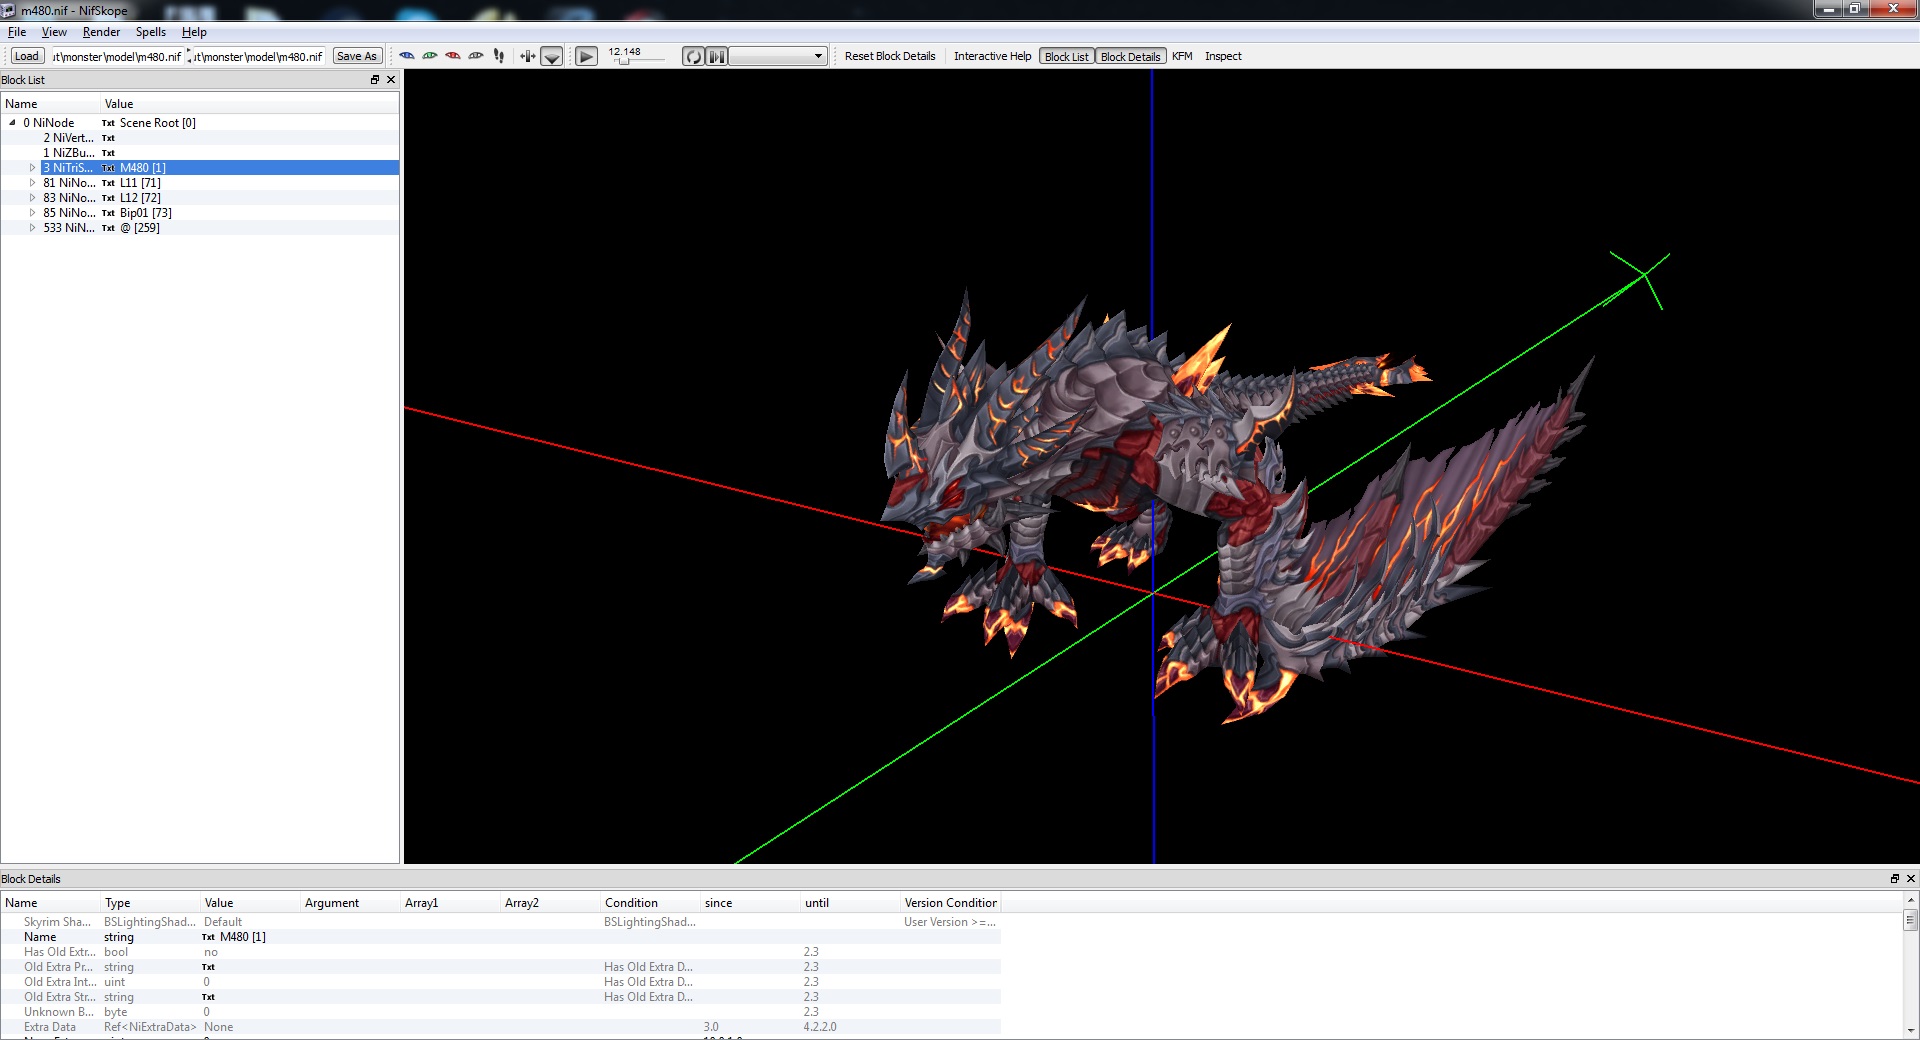 m480.nif - NifSkope
File View Render Spells Help
Load ut\monster\model\m480.nif ut\monster\model\m480.nif Save As 12.148 Reset Block Details Interactive Help Block List Block Details KFM Inspect
Block List
Name Value
0 NiNode Txt Scene Root [0]
2 NiVert... Txt
1 NiZBu... Txt
3 NiTriS... Txt M480 [1]
81 NiNo... Txt L11 [71]
83 NiNo... Txt L12 [72]
85 NiNo... Txt Bip01 [73]
533 NiN... Txt @ [259]
Block Details
Name Type Value Argument Array1 Array2 Condition since until Version Condition
Skyrim Sha... BSLightingShad... Default BSLightingShad... User Version >=...
Name string Txt M480 [1]
Has Old Extr... bool no 2.3
Old Extra Pr... string Txt Has Old Extra D... 2.3
Old Extra Int... uint 0 Has Old Extra D... 2.3
Old Extra Str... string Txt Has Old Extra D... 2.3
Unknown B... byte 0 2.3
Extra Data Ref<NiExtraData> None 3.0 4.2.2.0